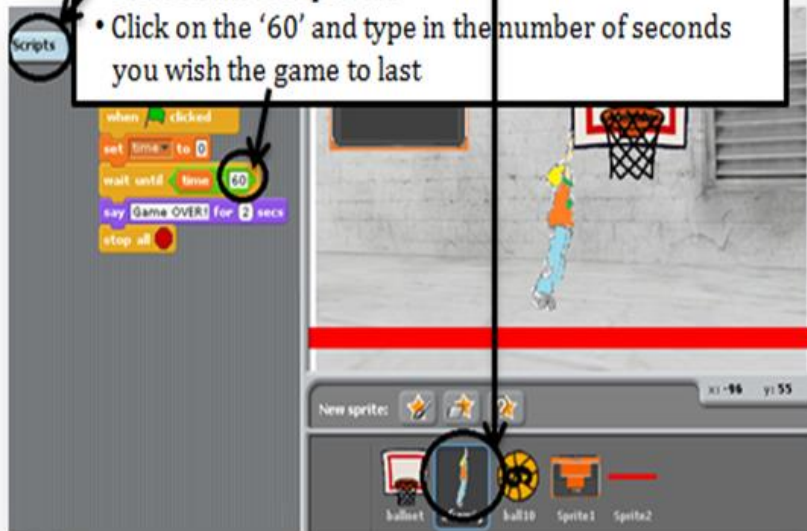 • Click on the ‘60’ and type in the number of seconds
you wish the game to last
Scripts
when clicked
set time to 0
wait until time 60
say Game OVER! for 2 secs
stop all
x: -96 y: 55
New sprite:
ballnet
ball10
Sprite1
Sprite2